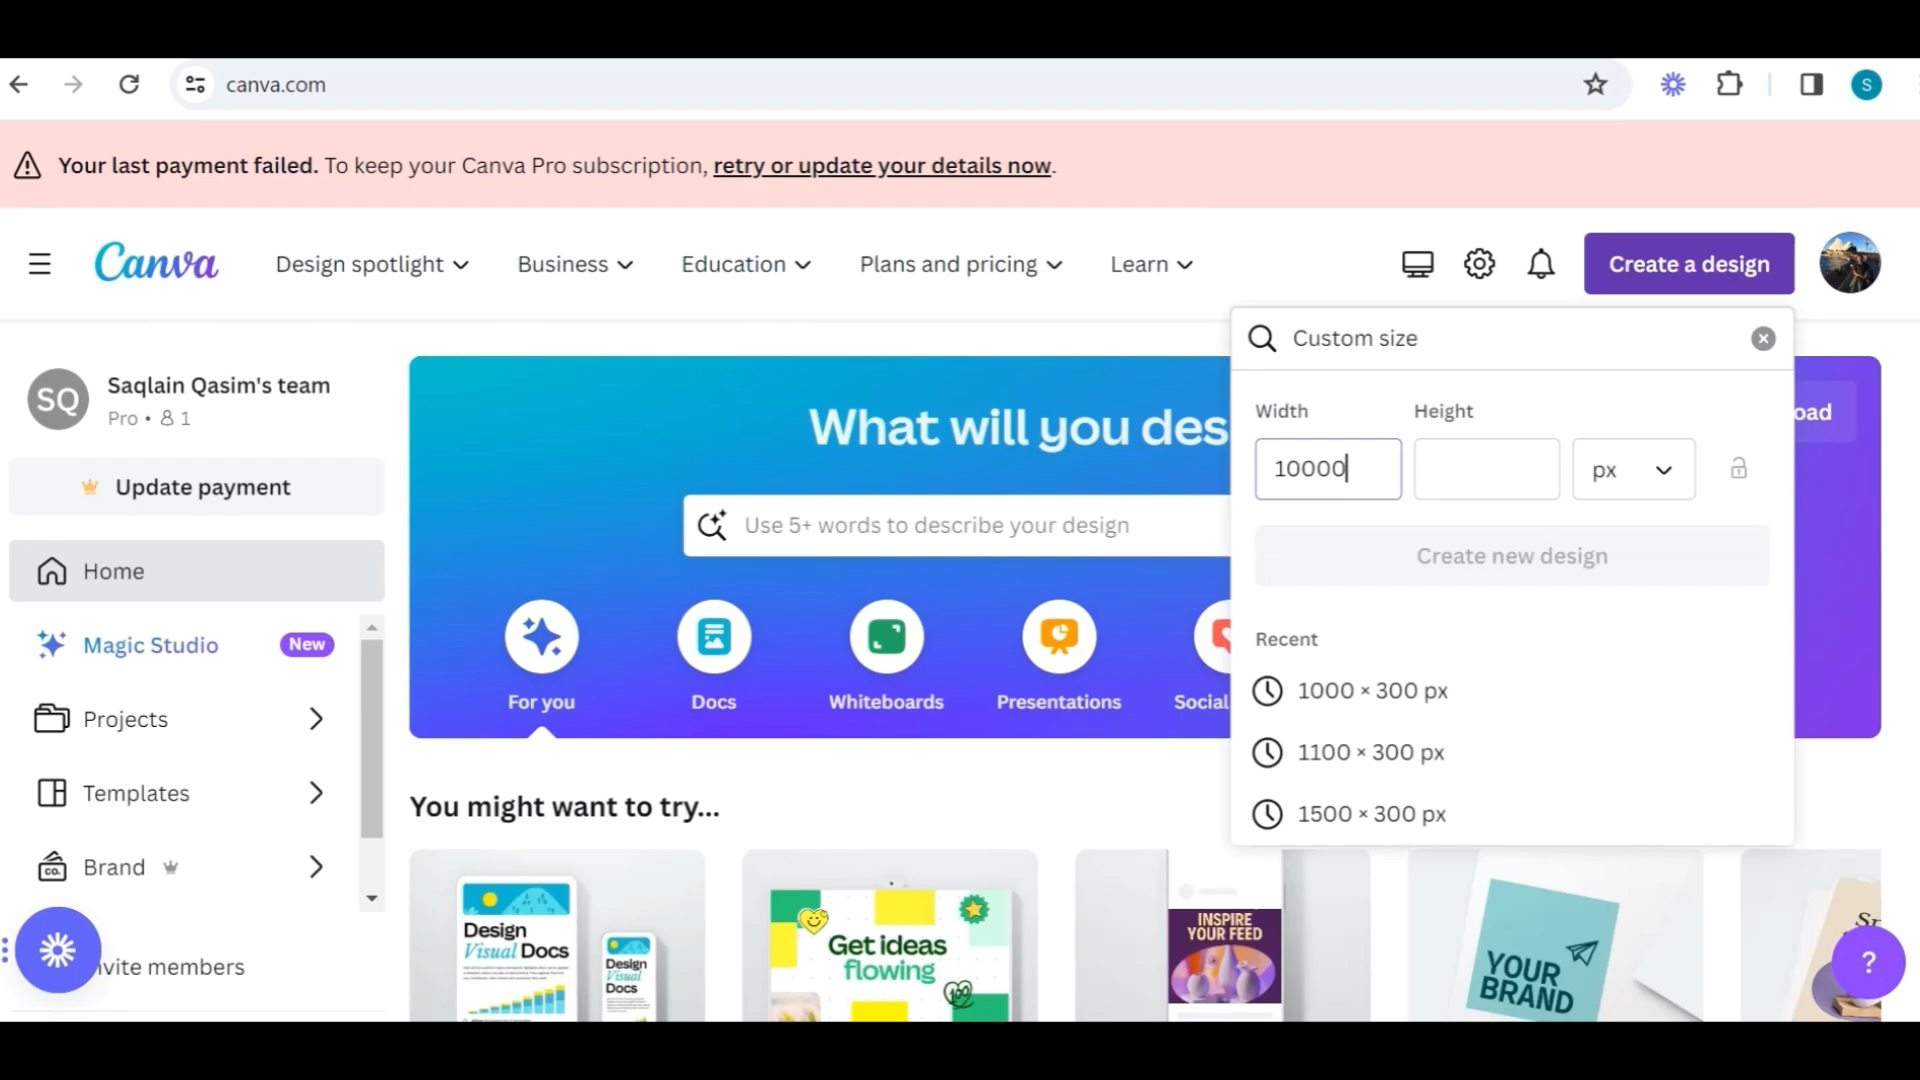 canva.com
S
Your last payment failed. To keep your Canva Pro subscription, retry or update your details now.
Canva
Design spotlight
Business
Education
Plans and pricing
Learn
Create a design
Custom size
SQ
Saqlain Qasim's team
Pro • 1
Update payment
Home
Magic Studio
New
Projects
Templates
Brand
CO.
nvite members
What will you des
oad
Use 5+ words to describe your design
For you
Docs
Whiteboards
Presentations
Social
Width
Height
10000
px
Create new design
Recent
1000 × 300 px
1100 × 300 px
1500 × 300 px
You might want to try...
Design
Visual Docs
Design
Visual
Docs
Get ideas
flowing
100
INSPIRE
YOUR FEED
YOUR
BRAND
?